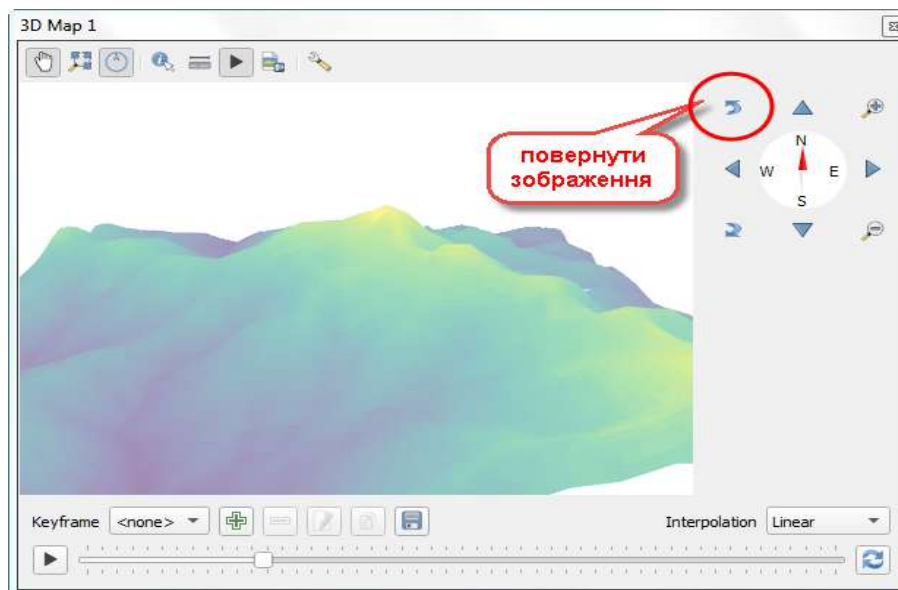 3D Map 1
повернути
зображення
N
W E
S
Keyframe <none> Interpolation Linear